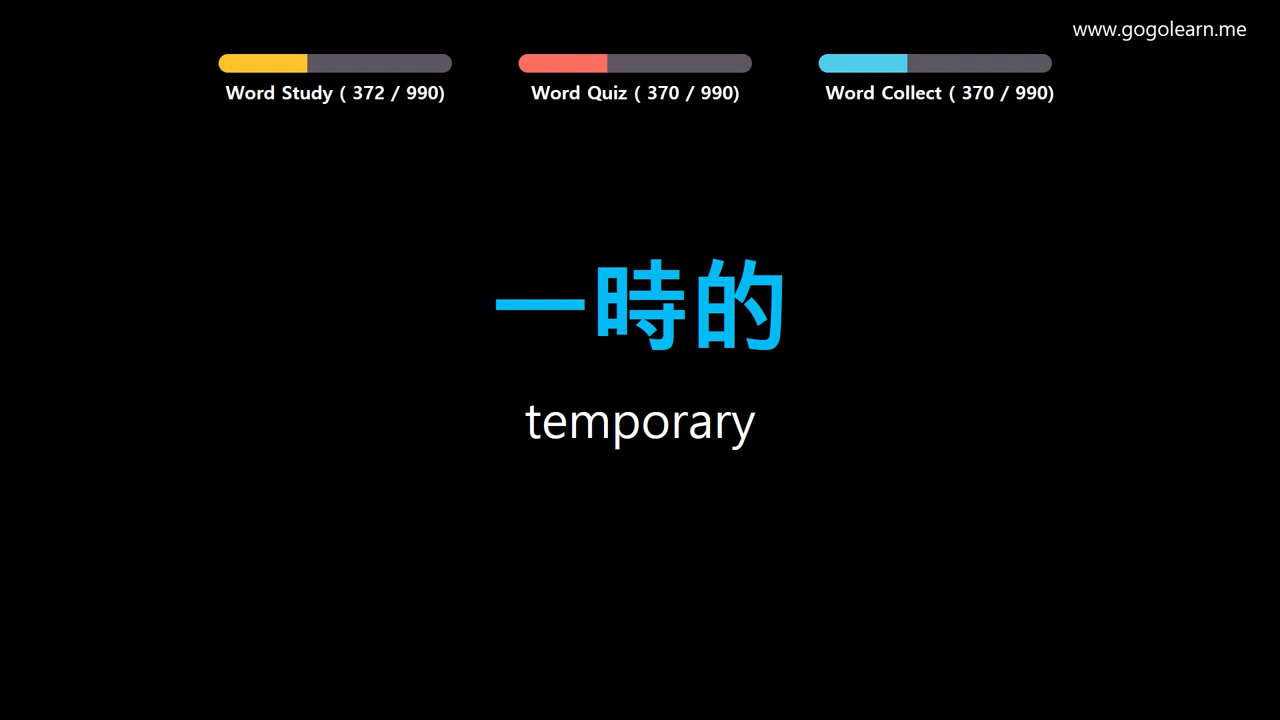 www.gogolearn.me
Word Study ( 372 / 990)
Word Quiz ( 370 / 990)
Word Collect ( 370 / 990)
一時的
temporary